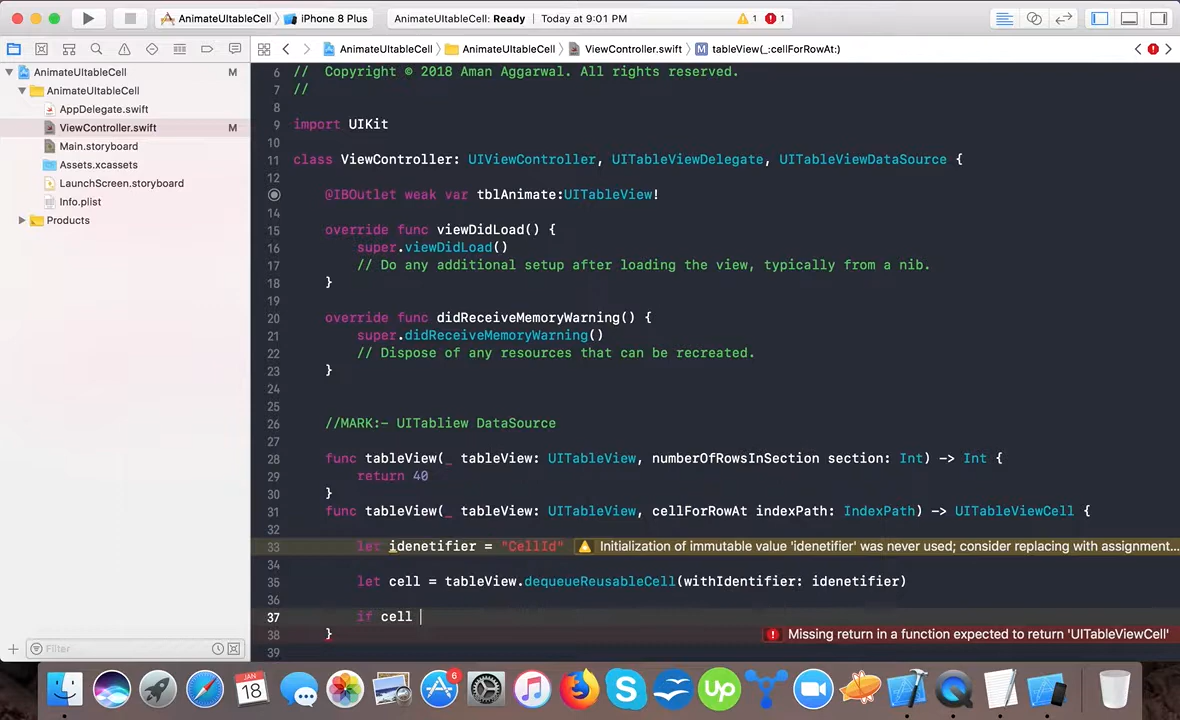 AnimateUItableCell iPhone 8 Plus AnimateUItableCell: Ready | Today at 9:01 PM 1 1
AnimateUItableCell AnimateUItableCell ViewController.swift M tableView(_:cellForRowAt:)
AnimateUItableCell M
AnimateUItableCell
AppDelegate.swift
ViewController.swift M
Main.storyboard
Assets.xcassets
LaunchScreen.storyboard
Info.plist
Products
6 //  Copyright © 2018 Aman Aggarwal. All rights reserved.
7 //
8
9 import UIKit
10
11 class ViewController: UIViewController, UITableViewDelegate, UITableViewDataSource {
12
@IBOutlet weak var tblAnimate:UITableView!
14
15 override func viewDidLoad() {
16 super.viewDidLoad()
17 // Do any additional setup after loading the view, typically from a nib.
18 }
19
20 override func didReceiveMemoryWarning() {
21 super.didReceiveMemoryWarning()
22 // Dispose of any resources that can be recreated.
23 }
24
25
26 //MARK:- UITabliew DataSource
27
28 func tableView(_ tableView: UITableView, numberOfRowsInSection section: Int) -> Int {
29 return 40
30 }
31 func tableView(_ tableView: UITableView, cellForRowAt indexPath: IndexPath) -> UITableViewCell {
32
33 let idenetifier = "CellId" Initialization of immutable value 'idenetifier' was never used; consider replacing with assignment...
34
35 let cell = tableView.dequeueReusableCell(withIdentifier: idenetifier)
36
37 if cell
38 } Missing return in a function expected to return 'UITableViewCell'
39
Filter
JAN
18
6
Up